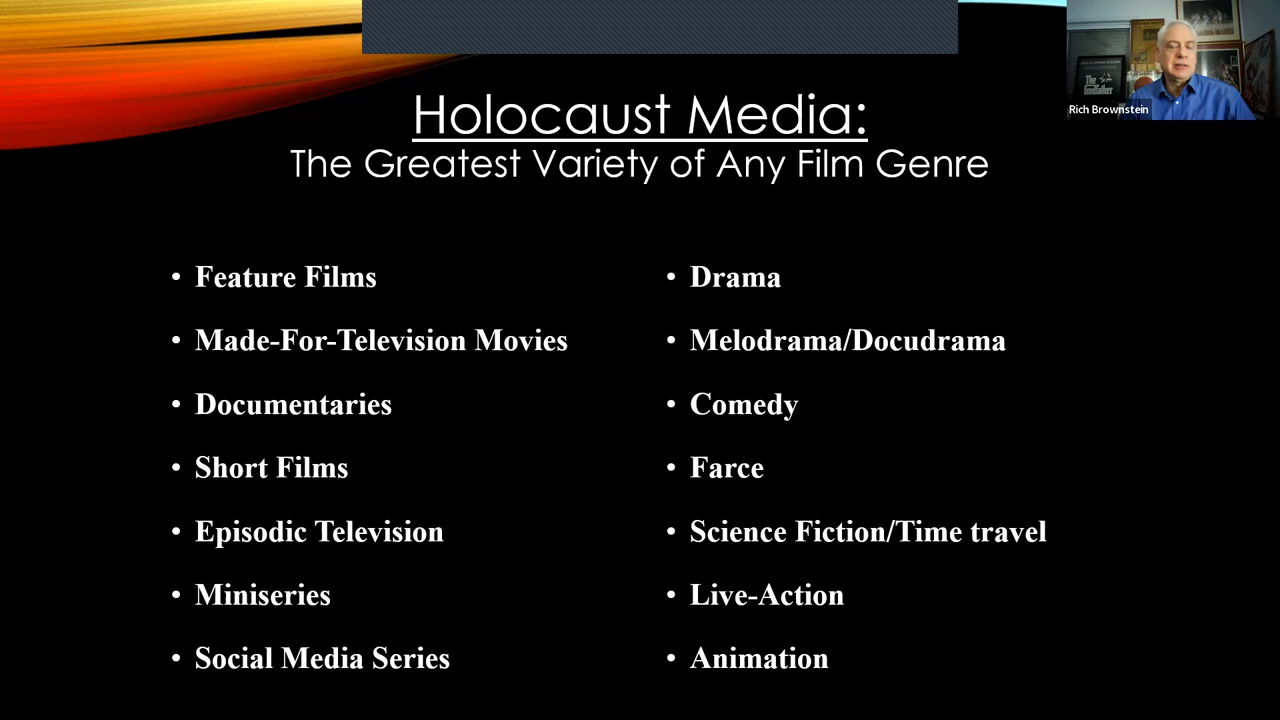 Holocaust Media:
The Greatest Variety of Any Film Genre
• Feature Films
• Made-For-Television Movies
• Documentaries
• Short Films
• Episodic Television
• Miniseries
• Social Media Series
• Drama
• Melodrama/Docudrama
• Comedy
• Farce
• Science Fiction/Time travel
• Live-Action
• Animation
The
Godfather
Rich Brownstein